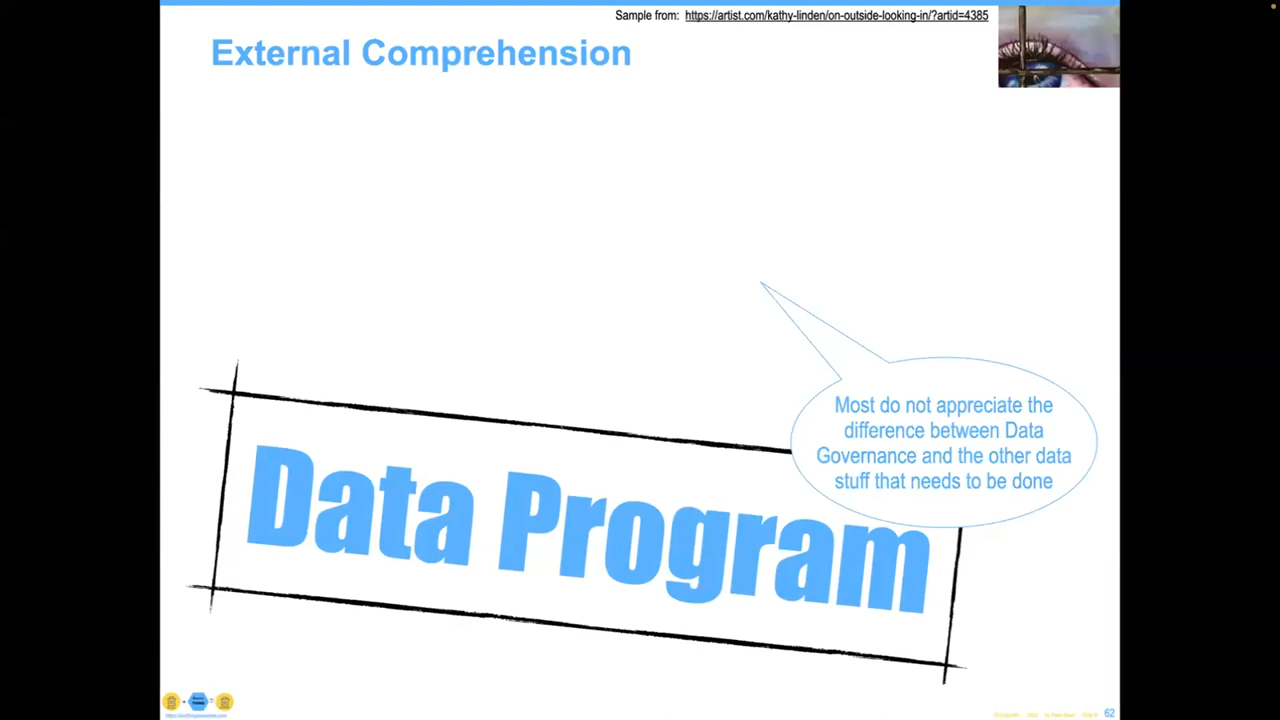 Sample from: https://artist.com/kathy-linden/on-outside-looking-in/?artid=4385
External Comprehension
Most do not appreciate the
difference between Data
Governance and the other data
stuff that needs to be done
Data Program
62